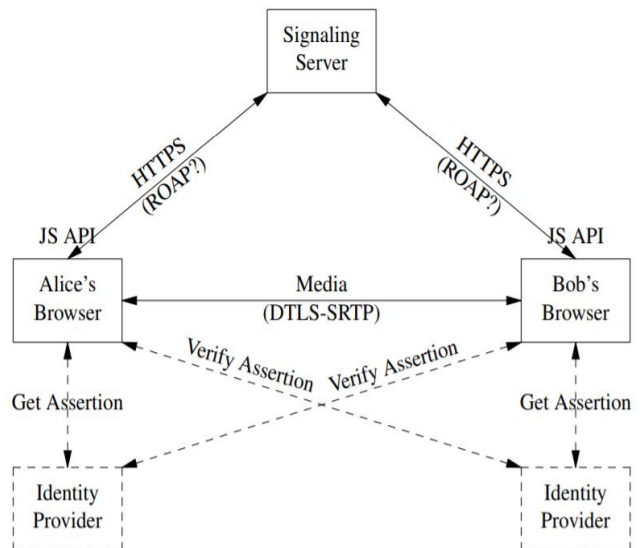 Signaling
Server
HTTPS
(ROAP?)
HTTPS
(ROAP?)
JS API
JS API
Alice's
Browser
Media
(DTLS-SRTP)
Bob's
Browser
Verify Assertion
Verify Assertion
Get Assertion
Get Assertion
Identity
Provider
Identity
Provider